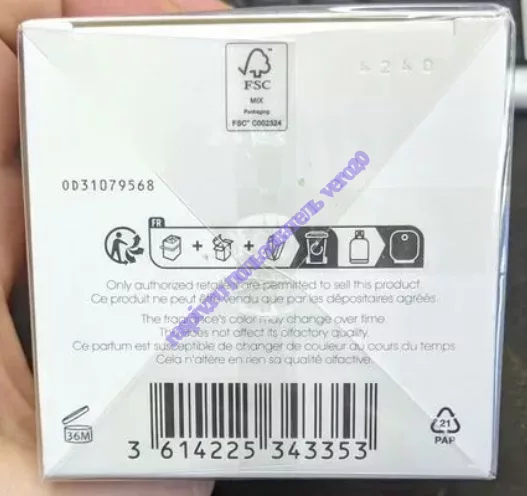 FSC
MIX
Packaging
FSC® C002324
4240
0D31079568
FR
+ +
Only authorized retailers are permitted to sell this product.
Ce produit ne peut être vendu que par les dépositaires agréés.
The fragrance's color may change over time.
This does not affect its olfactory quality.
Ce parfum est susceptible de changer de couleur au cours du temps.
Cela n'altère en rien sa qualité olfactive.
36M
3 614225 343353
21
PAP